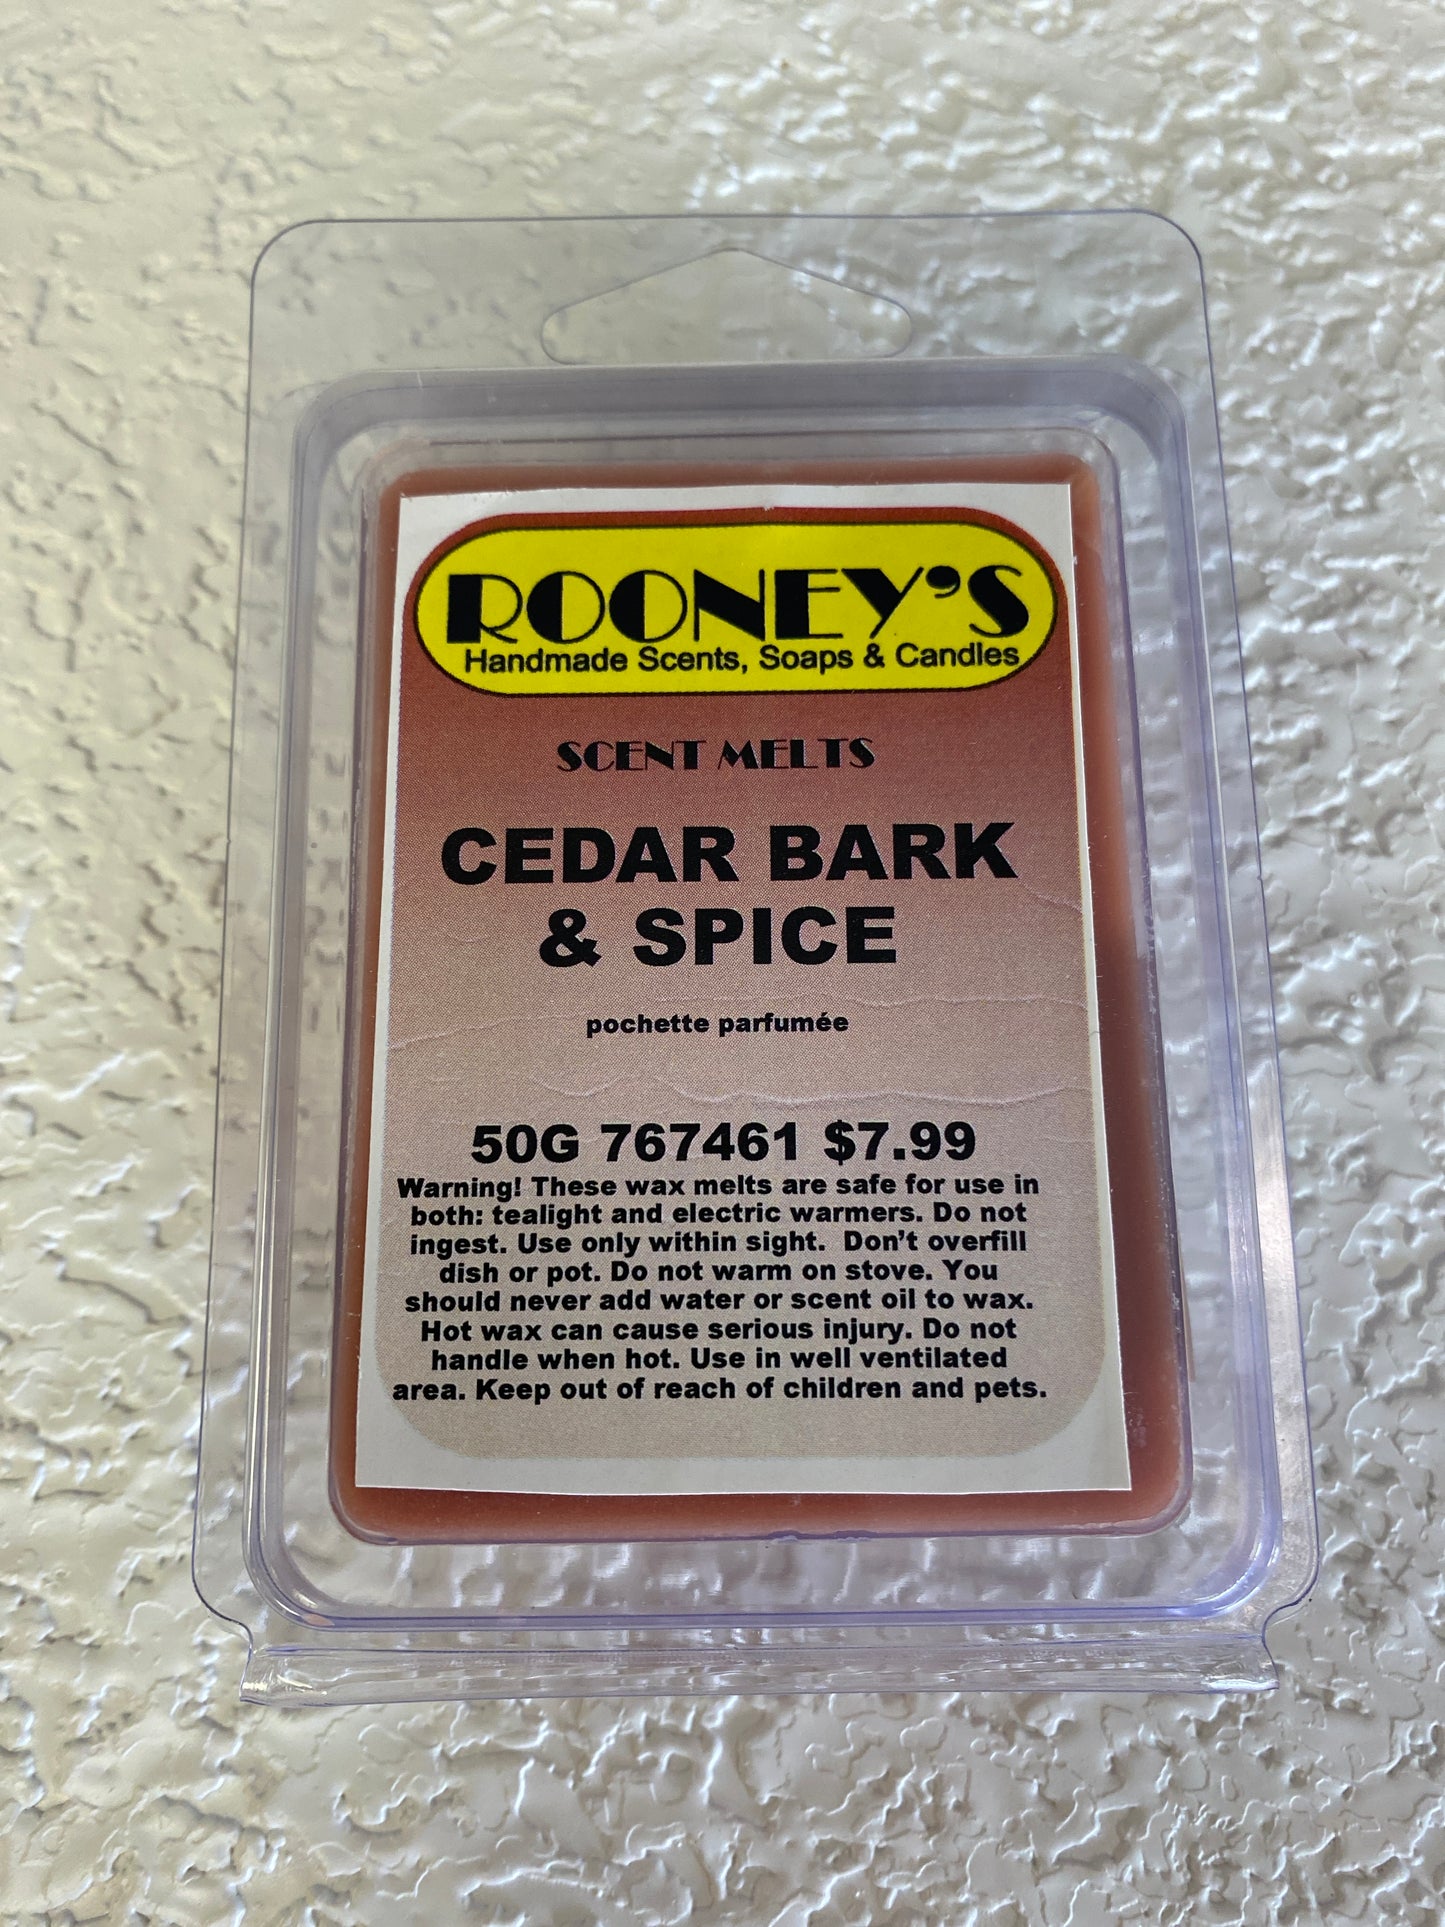 ROONEY'S
Handmade Scents, Soaps & Candles
SCENT MELTS
CEDAR BARK
& SPICE
pochette parfumée
50G 767461 $7.99
Warning! These wax melts are safe for use in
both: tealight and electric warmers. Do not
ingest. Use only within sight.  Don't overfill
dish or pot. Do not warm on stove. You
should never add water or scent oil to wax.
Hot wax can cause serious injury. Do not
handle when hot. Use in well ventilated
area. Keep out of reach of children and pets.